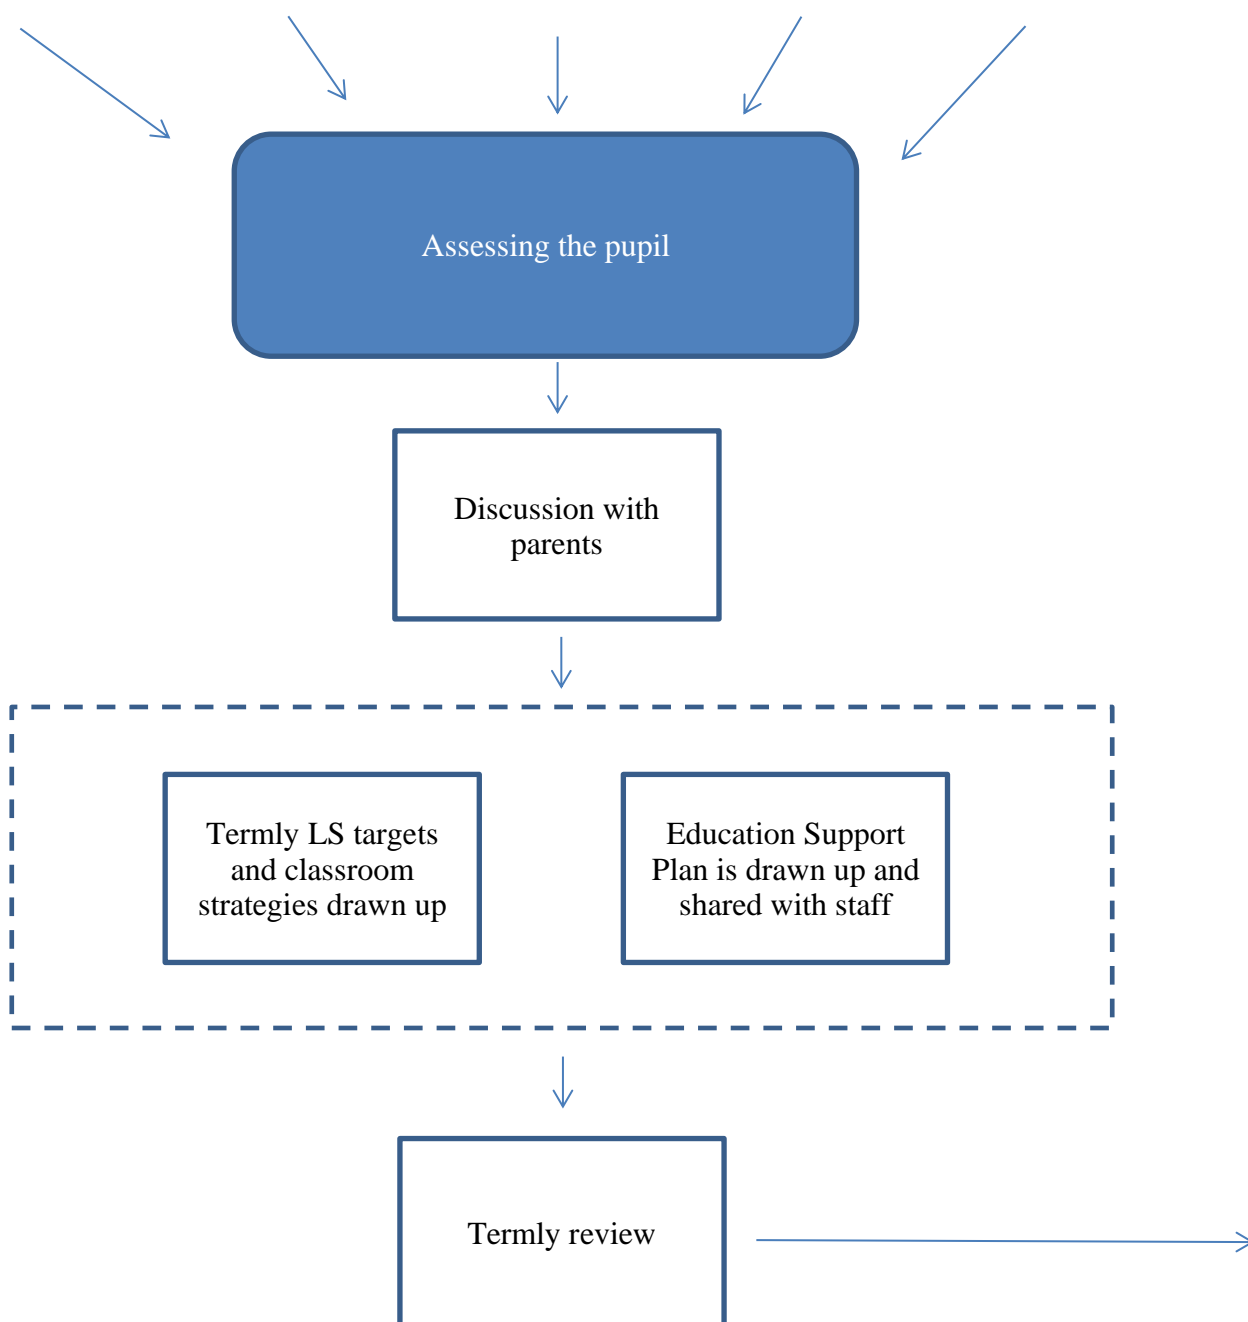 Assessing the pupil
Discussion with
parents
Termly LS targets
and classroom
strategies drawn up
Education Support
Plan is drawn up and
shared with staff
Termly review